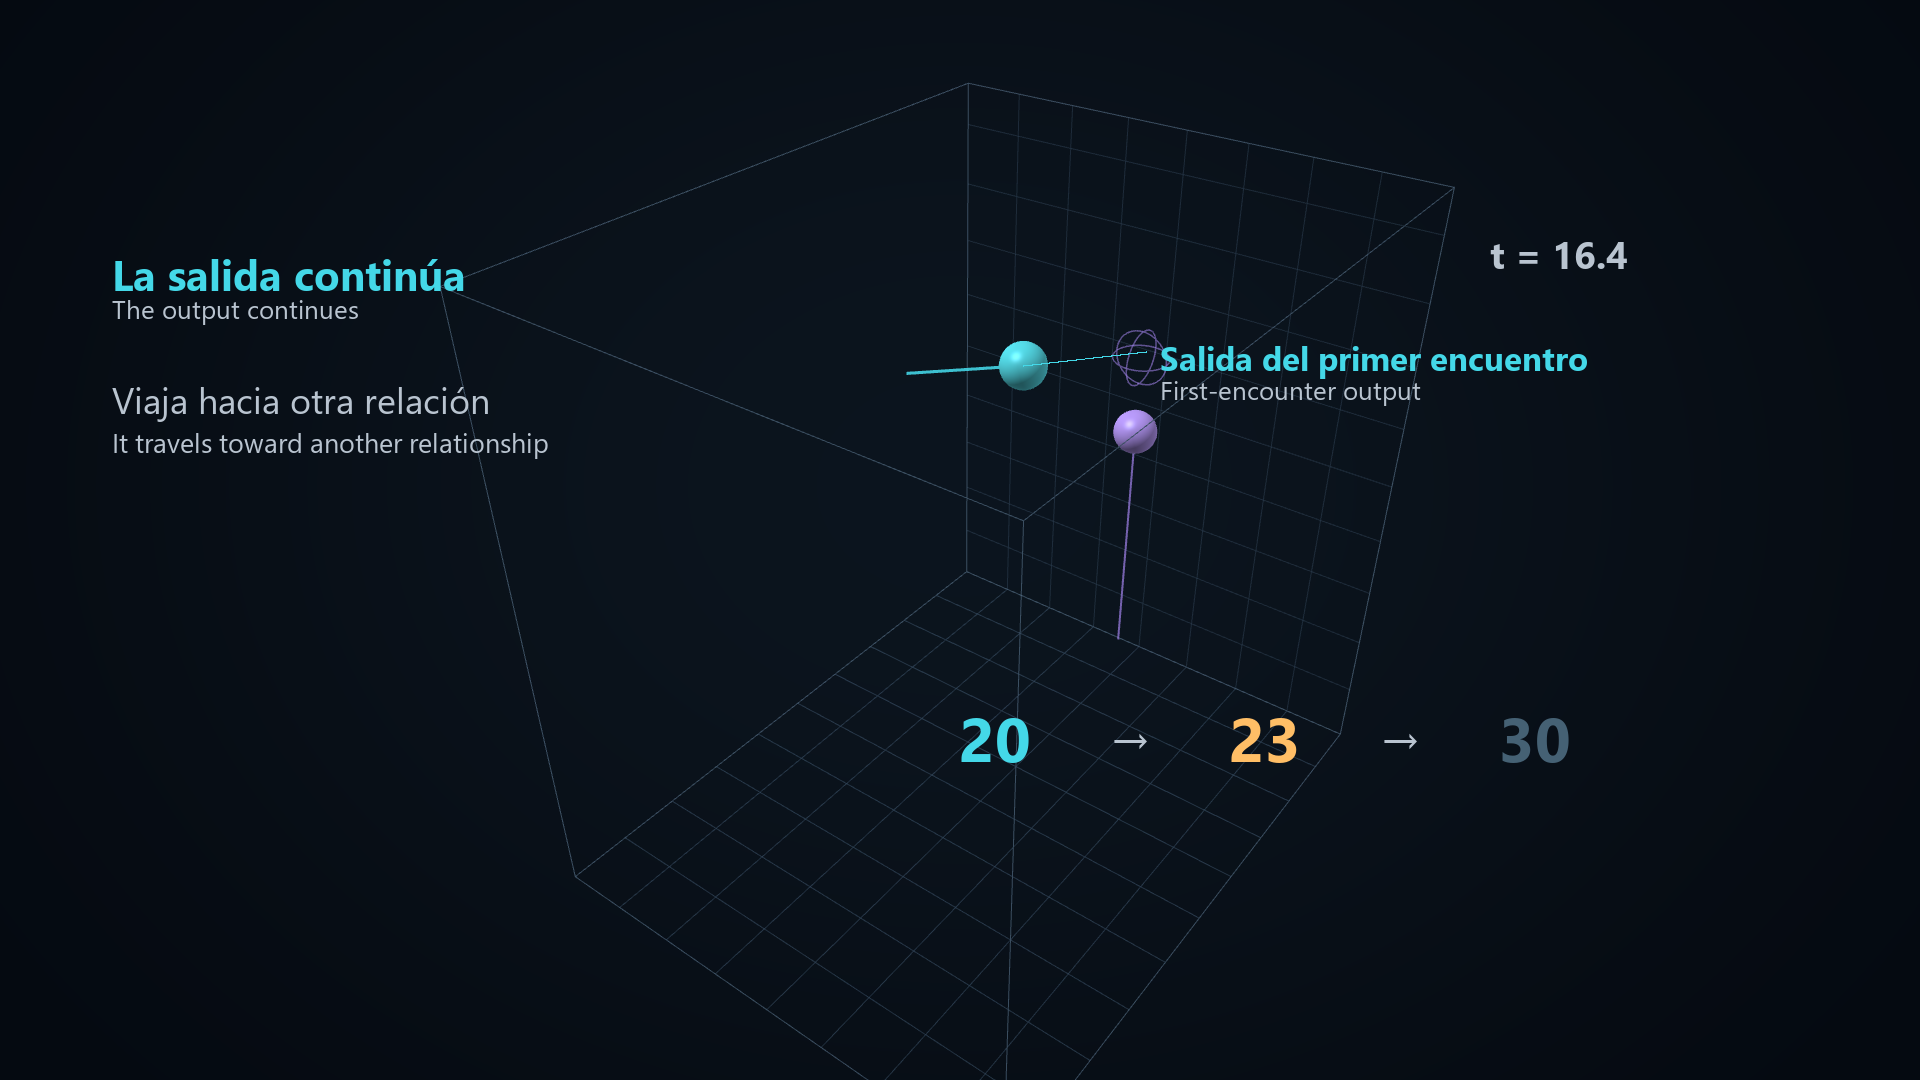 La salida continúa
The output continues
Viaja hacia otra relación
It travels toward another relationship
t = 16.4
Salida del primer encuentro
First-encounter output
20 → 23 → 30